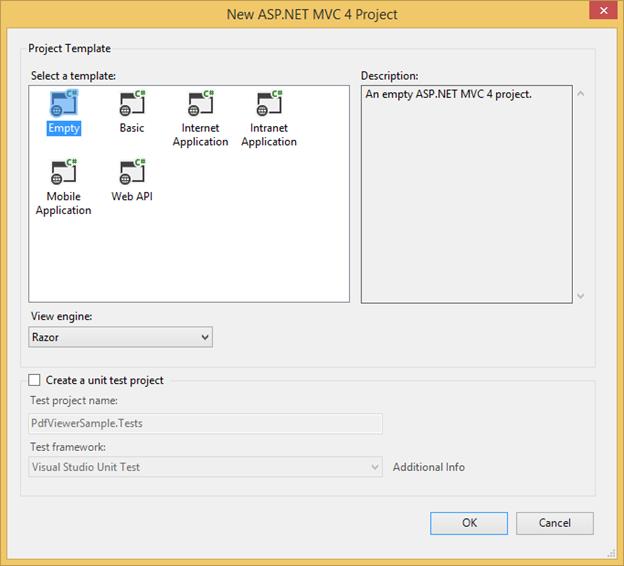 New ASP.NET MVC 4 Project
Project Template
Select a template:
Description:
C# C# C# C#
An empty ASP.NET MVC 4 project.
Empty Basic Internet Intranet
Application Application
C# C#
Mobile Web API
Application
View engine:
Razor
Create a unit test project
Test project name:
PdfViewerSample.Tests
Test framework:
Visual Studio Unit Test Additional Info
OK Cancel